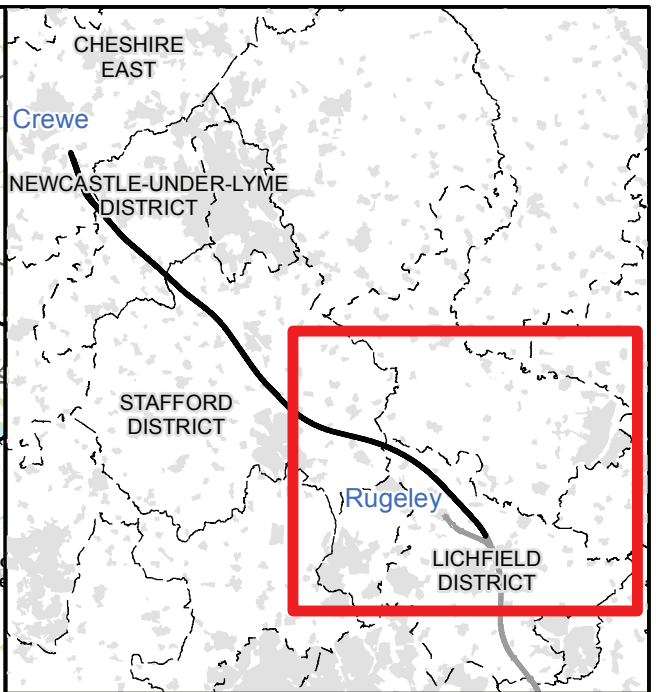 CHESHIRE
EAST
Crewe
NEWCASTLE-UNDER-LYME
DISTRICT
STAFFORD
DISTRICT
Rugeley
LICHFIELD
DISTRICT